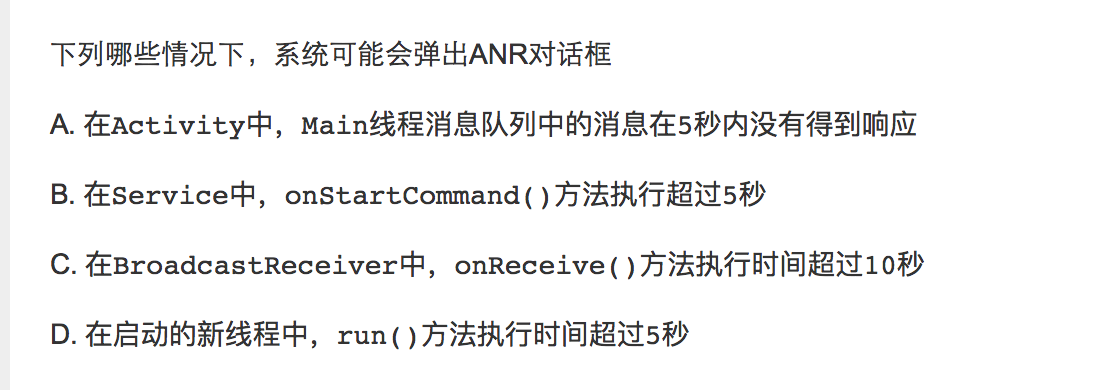 下列哪些情况下，系统可能会弹出ANR对话框
A. 在Activity中，Main线程消息队列中的消息在5秒内没有得到响应
B. 在Service中，onStartCommand()方法执行超过5秒
C. 在BroadcastReceiver中，onReceive()方法执行时间超过10秒
D. 在启动的新线程中，run()方法执行时间超过5秒